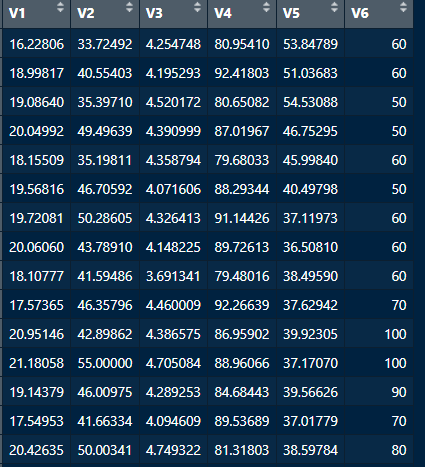 V1 V2 V3 V4 V5 V6
16.22806 33.72492 4.254748 80.95410 53.84789 60
18.99817 40.55403 4.195293 92.41803 51.03683 60
19.08640 35.39710 4.520172 80.65082 54.53088 50
20.04992 49.49639 4.390999 87.01967 46.75295 50
18.15509 35.19811 4.358794 79.68033 45.99840 60
19.56816 46.70592 4.071606 88.29344 40.49798 50
19.72081 50.28605 4.326413 91.14426 37.11973 60
20.06060 43.78910 4.148225 89.72613 36.50810 60
18.10777 41.59486 3.691341 79.48016 38.49590 60
17.57365 46.35796 4.460009 92.26639 37.62942 70
20.95146 42.89862 4.386575 86.95902 39.92305 100
21.18058 55.00000 4.705084 88.96066 37.17070 100
19.14379 46.00975 4.289253 84.68443 39.56626 90
17.54953 41.66334 4.094609 89.53689 37.01779 70
20.42635 50.00341 4.749322 81.31803 38.59784 80